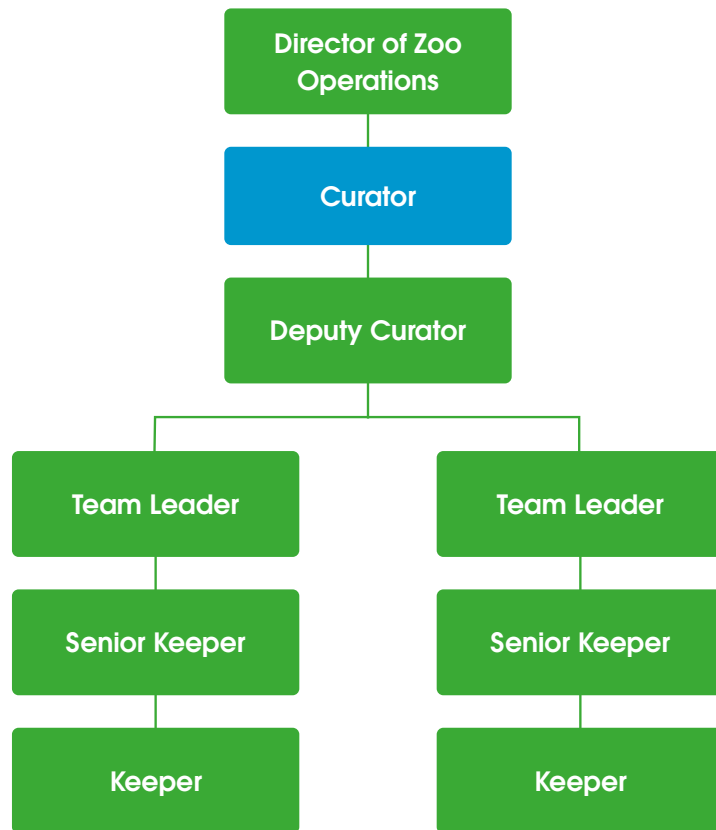 Director of Zoo
Operations
Curator
Deputy Curator
Team Leader
Team Leader
Senior Keeper
Senior Keeper
Keeper
Keeper